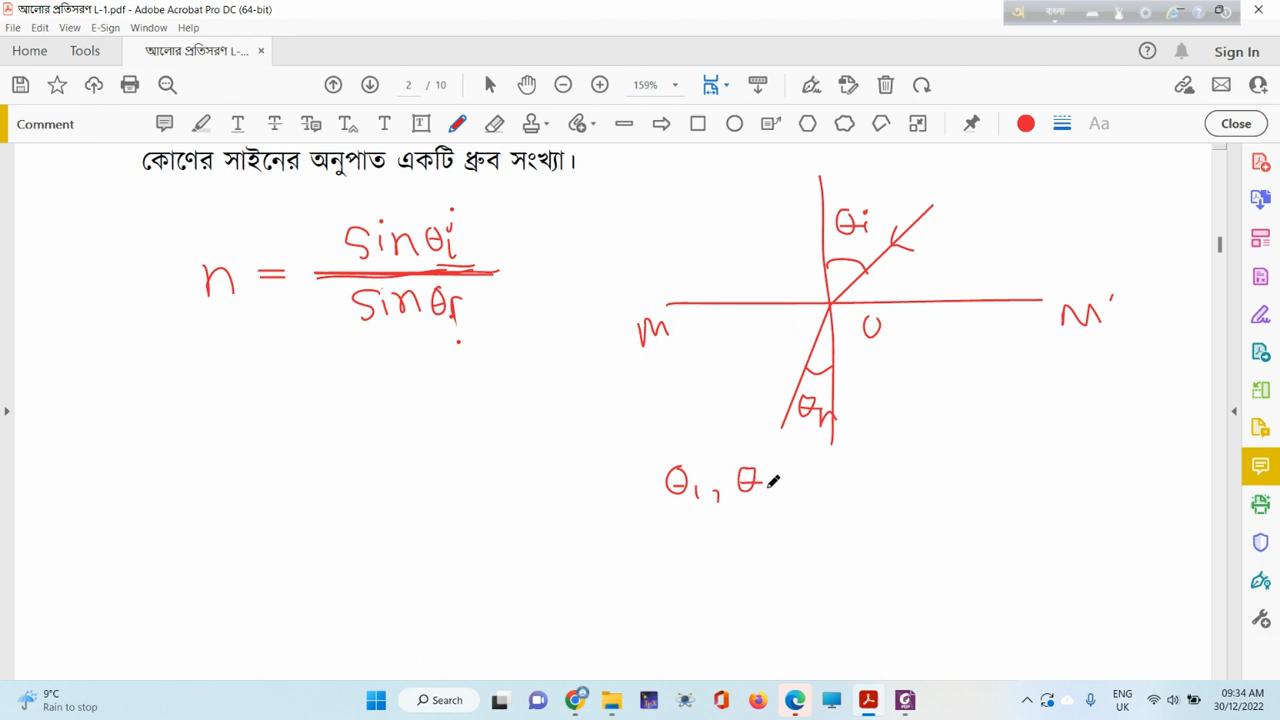 আলোর প্রতিসরণ L-1.pdf - Adobe Acrobat Pro DC (64-bit)
বাংলা
File Edit View E-Sign Window Help
Home Tools আলোর প্রতিসরণ L-... × Sign In
2 / 10 159%
Comment Aa Close
কোণের সাইনের অনুপাত একটি ধ্রুব সংখ্যা।
n = sinθi
sinθr
θi
M O M'
θr
θ₁, θ
9°C
Rain to stop
Search
ENG
UK
09:34 AM
30/12/2022